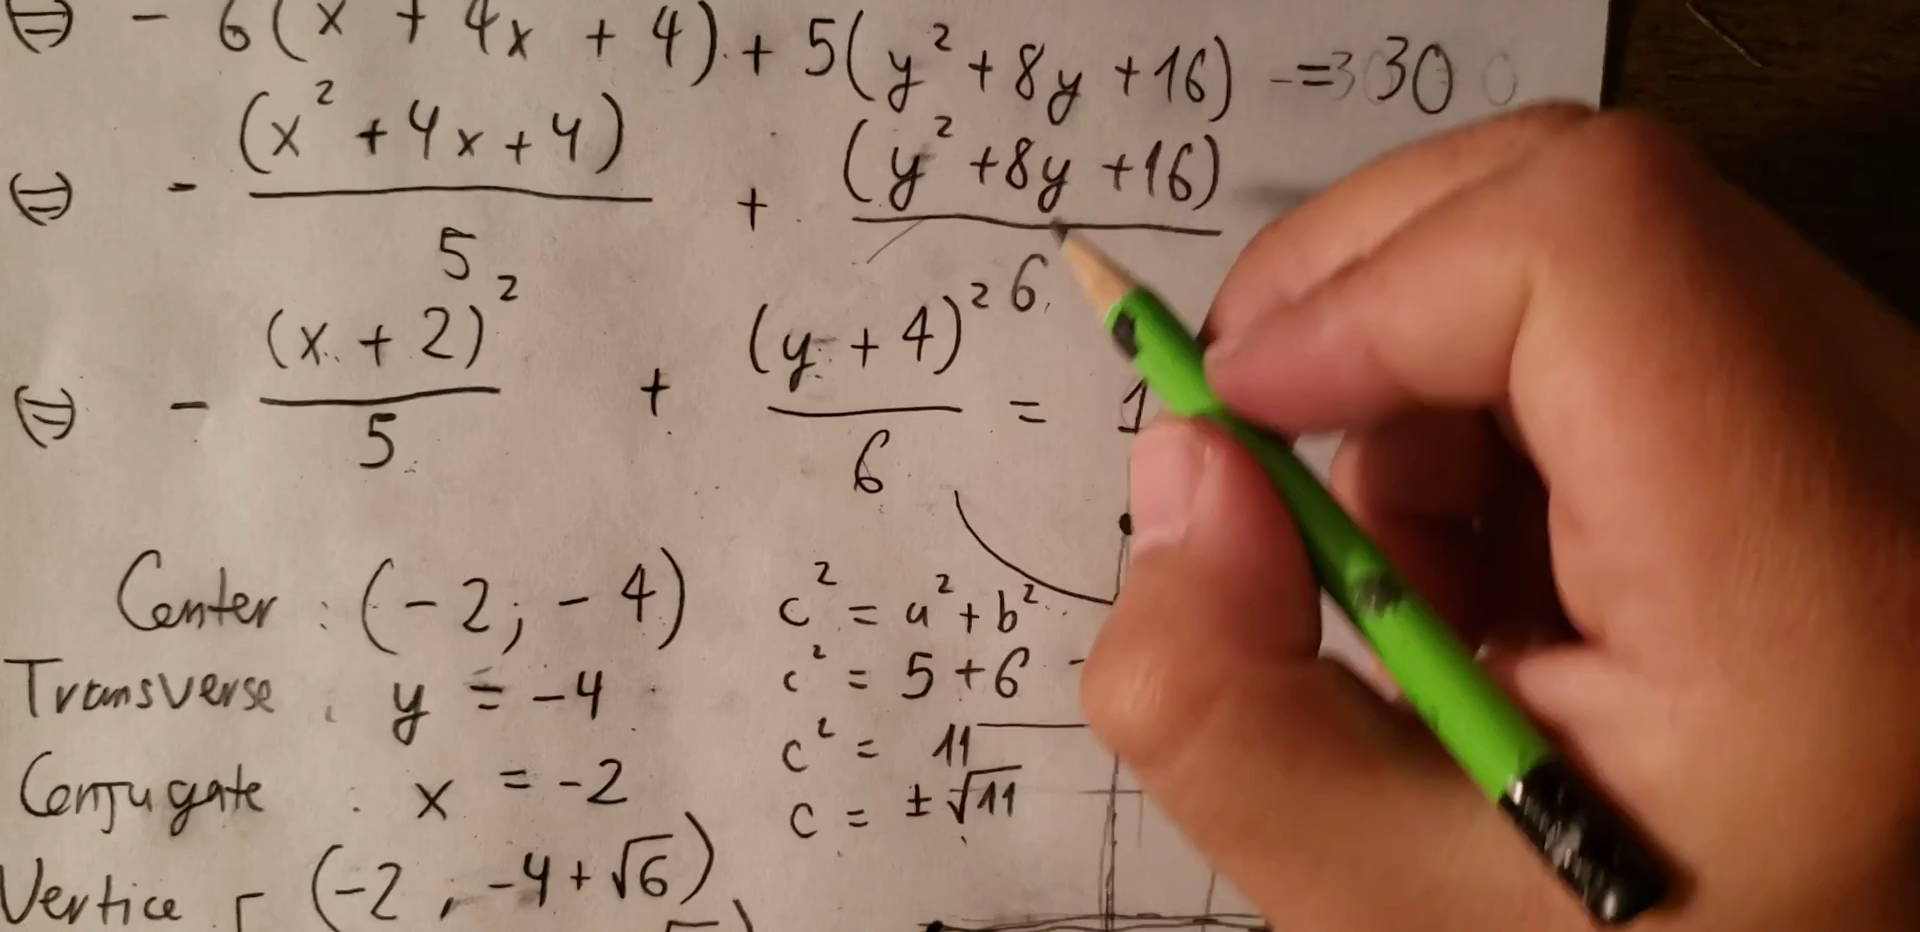 ⇔ - 6(x + 4x + 4) + 5(y² + 8y + 16) = 30
⇔ - (x² + 4x + 4)/5 + (y² + 8y + 16)/6
⇔ - (x + 2)²/5 + (y + 4)²/6 = 1
Center : (-2; -4)
Transverse : y = -4
Conjugate : x = -2
Vertice (-2, -4 + √6)
c² = a² + b²
c² = 5 + 6
c² = 11
c = ±√11